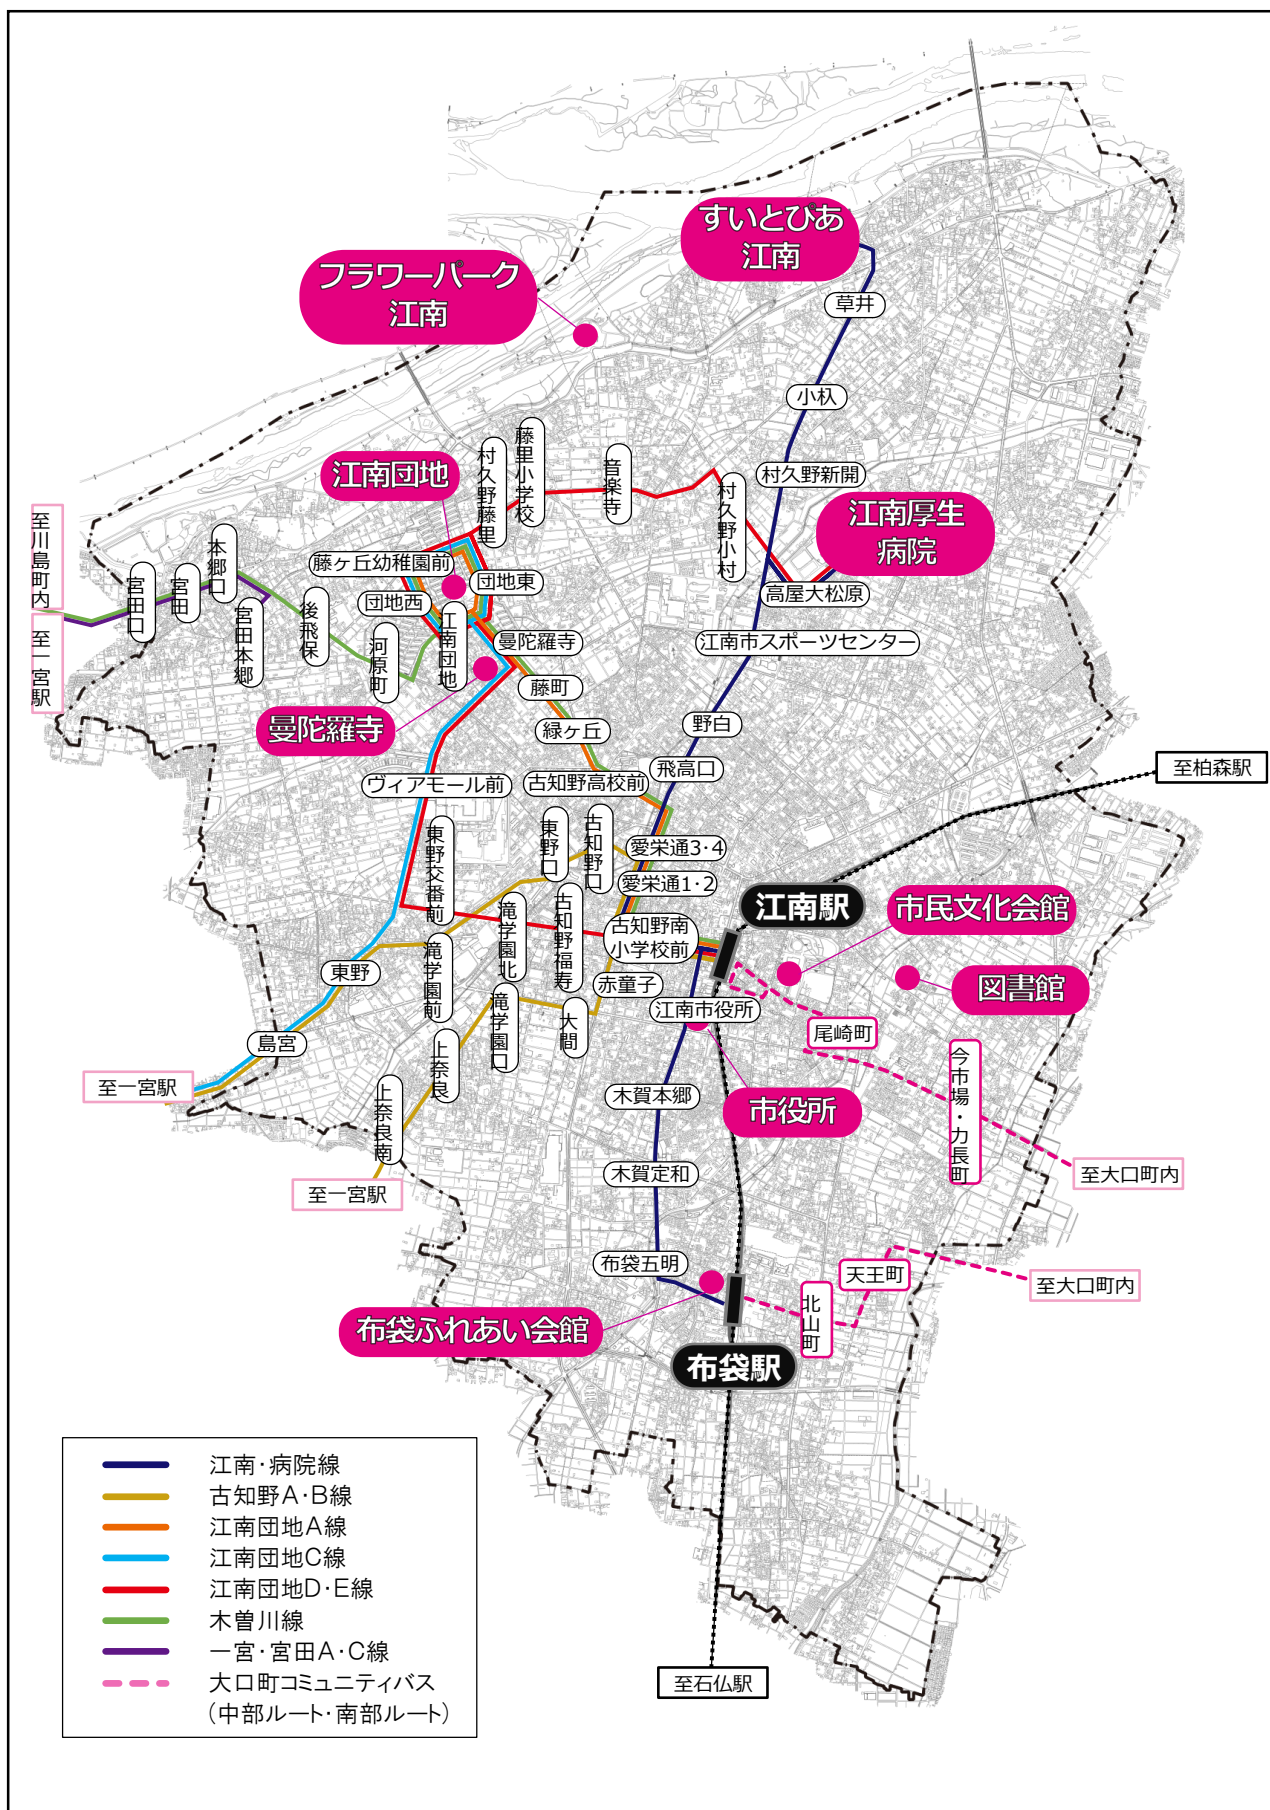 すいとぴあ
江南
フラワーパーク
江南
草井
小杁
村久野新開
江南厚生
病院
江南団地
村久野藤里
藤里小学校
音楽寺
村久野小村
至川島町内
至一宮駅
宮田口
宮田
本郷口
宮田本郷
後飛保
河原町
藤ヶ丘幼稚園前
団地東
団地西
江南団地
曼陀羅寺
高屋大松原
江南市スポーツセンター
藤町
野白
曼陀羅寺
緑ヶ丘
飛高口
古知野高校前
ヴィアモール前
至柏森駅
東野交番前
東野口
古知野口
愛栄通3・4
愛栄通1・2
江南駅
市民文化会館
滝学園北
古知野福寿
古知野南
小学校前
滝学園前
東野
赤童子
図書館
滝学園口
大間
江南市役所
尾崎町
島宮
上奈良
今市場・力長町
至一宮駅
木賀本郷
市役所
上奈良南
木賀定和
至大口町内
至一宮駅
布袋五明
天王町
至大口町内
北山町
布袋ふれあい会館
布袋駅
江南・病院線
古知野A・B線
江南団地A線
江南団地C線
江南団地D・E線
木曽川線
一宮・宮田A・C線
大口町コミュニティバス
(中部ルート・南部ルート)
至石仏駅